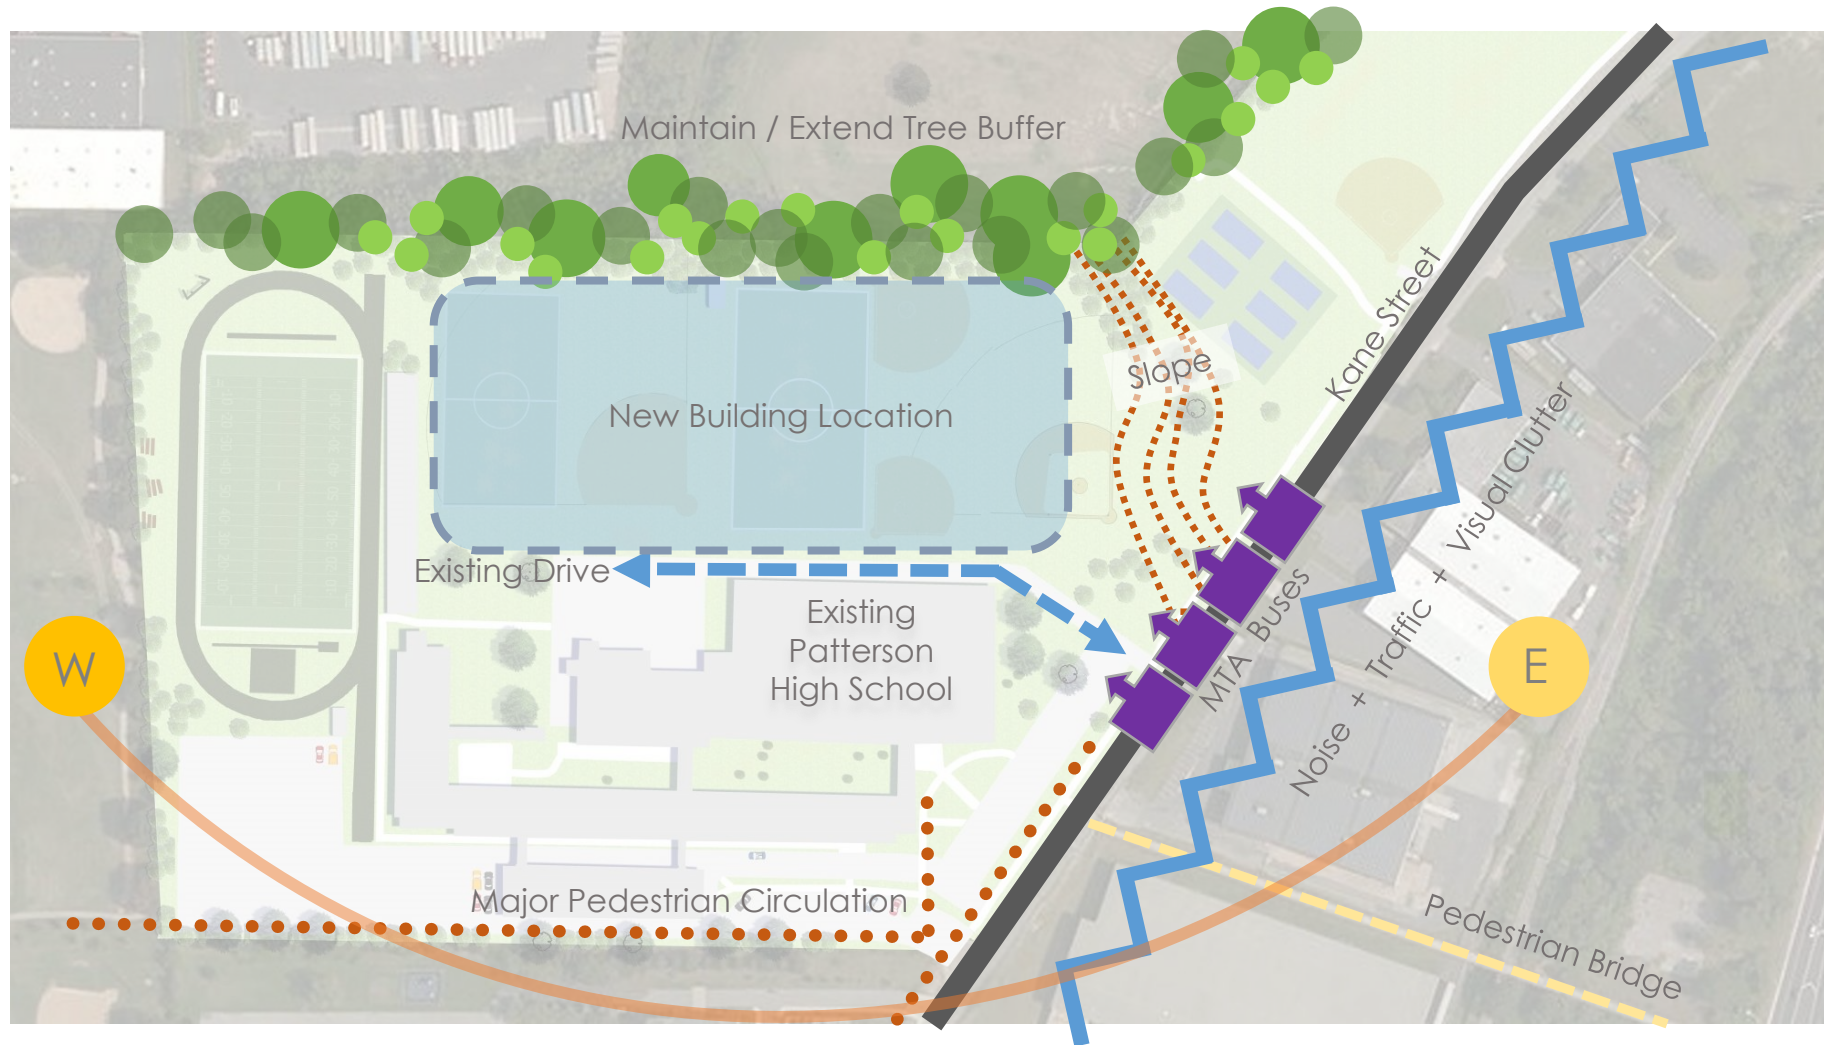 Maintain / Extend Tree Buffer
Kane Street
Slope
New Building Location
Visual Clutter
+
Traffic
+
Noise
MTA Buses
Existing Drive
Existing
Patterson
High School
W
E
Major Pedestrian Circulation
Pedestrian Bridge